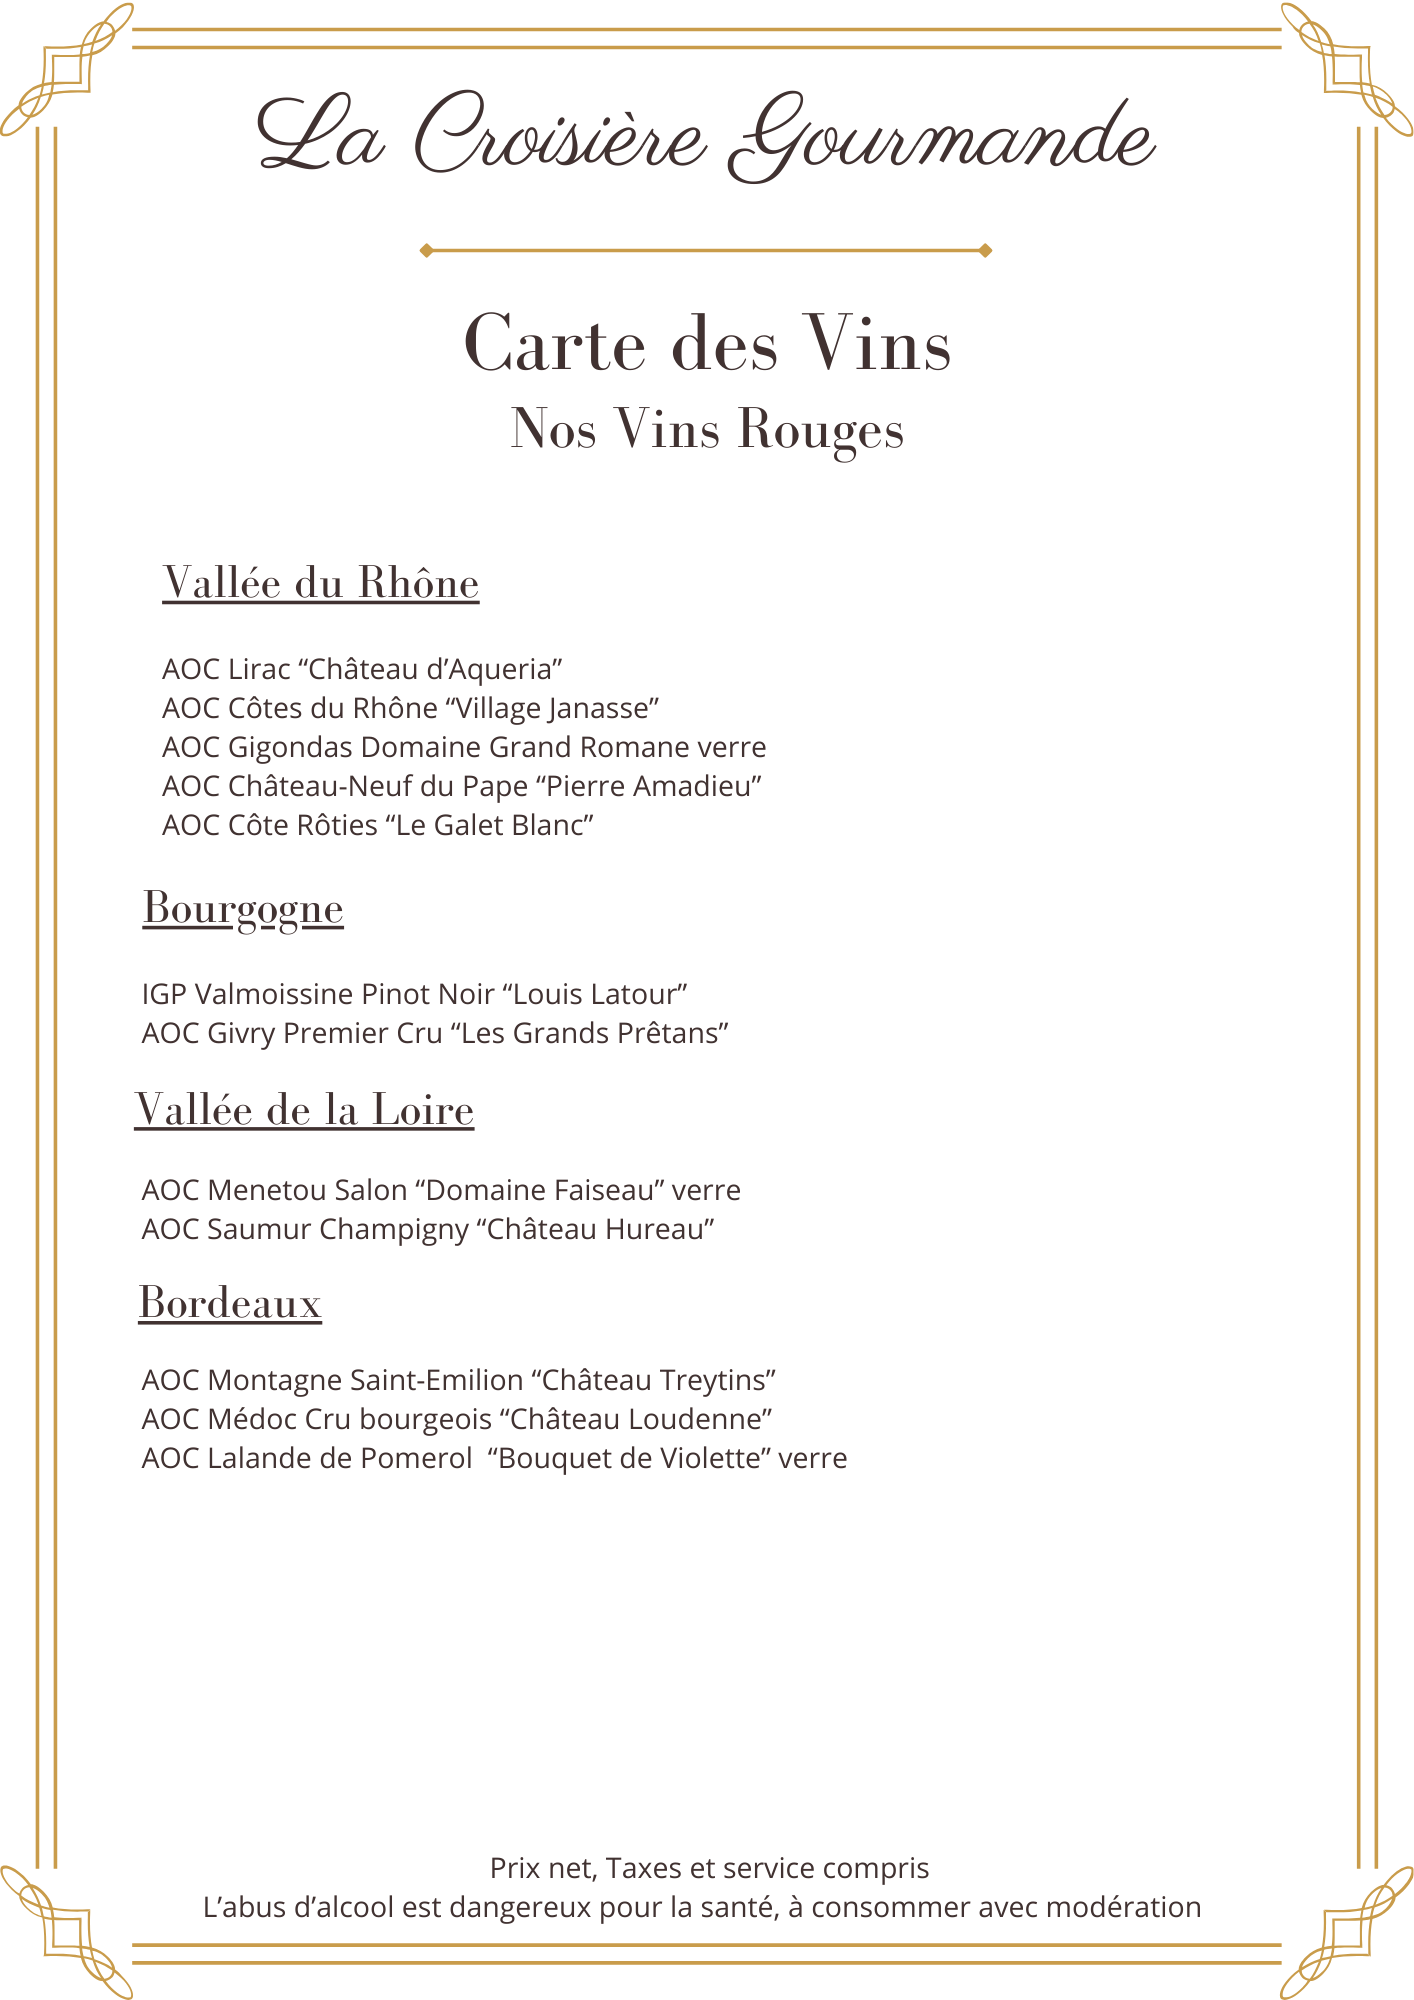 La Croisière Gourmande
Carte des Vins
Nos Vins Rouges
Vallée du Rhône
AOC Lirac “Château d’Aqueria”
AOC Côtes du Rhône “Village Janasse”
AOC Gigondas Domaine Grand Romane verre
AOC Château-Neuf du Pape “Pierre Amadieu”
AOC Côte Rôties “Le Galet Blanc”
Bourgogne
IGP Valmoissine Pinot Noir “Louis Latour”
AOC Givry Premier Cru “Les Grands Prêtans”
Vallée de la Loire
AOC Menetou Salon “Domaine Faiseau” verre
AOC Saumur Champigny “Château Hureau”
Bordeaux
AOC Montagne Saint-Emilion “Château Treytins”
AOC Médoc Cru bourgeois “Château Loudenne”
AOC Lalande de Pomerol  “Bouquet de Violette” verre
Prix net, Taxes et service compris
L’abus d’alcool est dangereux pour la santé, à consommer avec modération